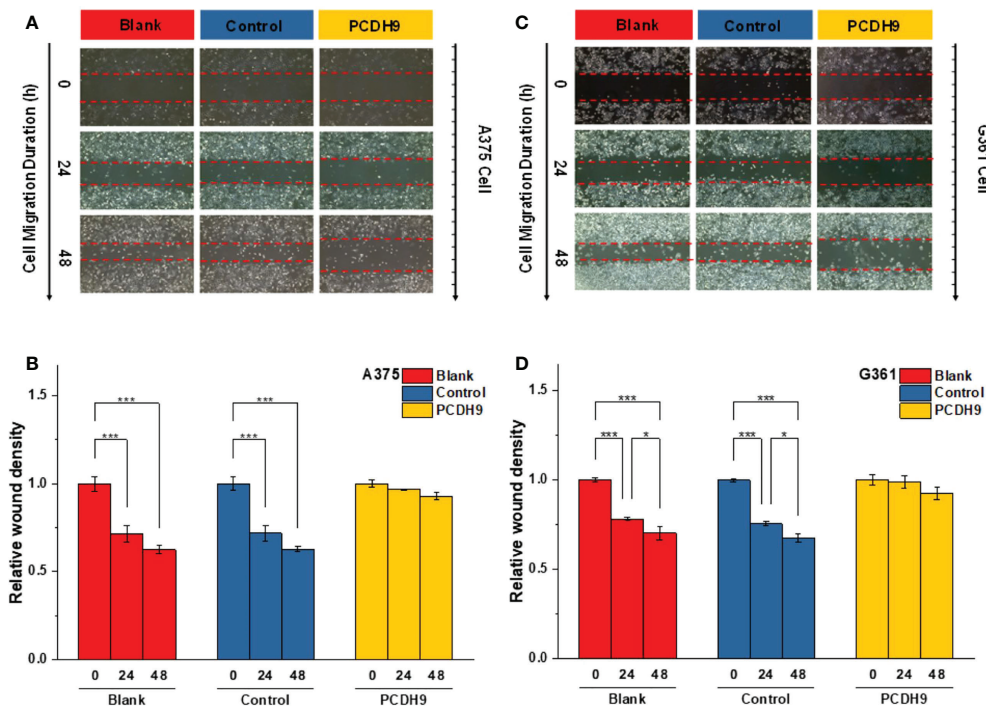 A
Blank
Control
PCDH9
Cell Migration Duration (h)
0
24
48
A375 Cell
C
Blank
Control
PCDH9
Cell Migration Duration (h)
0
24
48
G361 Cell
B
A375
Blank
Control
PCDH9
Relative wound density
1.5
1.0
0.5
0.0
***
***
***
***
0 24 48 0 24 48 0 24 48
Blank Control PCDH9
D
G361
Blank
Control
PCDH9
Relative wound density
1.5
1.0
0.5
0.0
*** ***
*** * *** *
0 24 48 0 24 48 0 24 48
Blank Control PCDH9